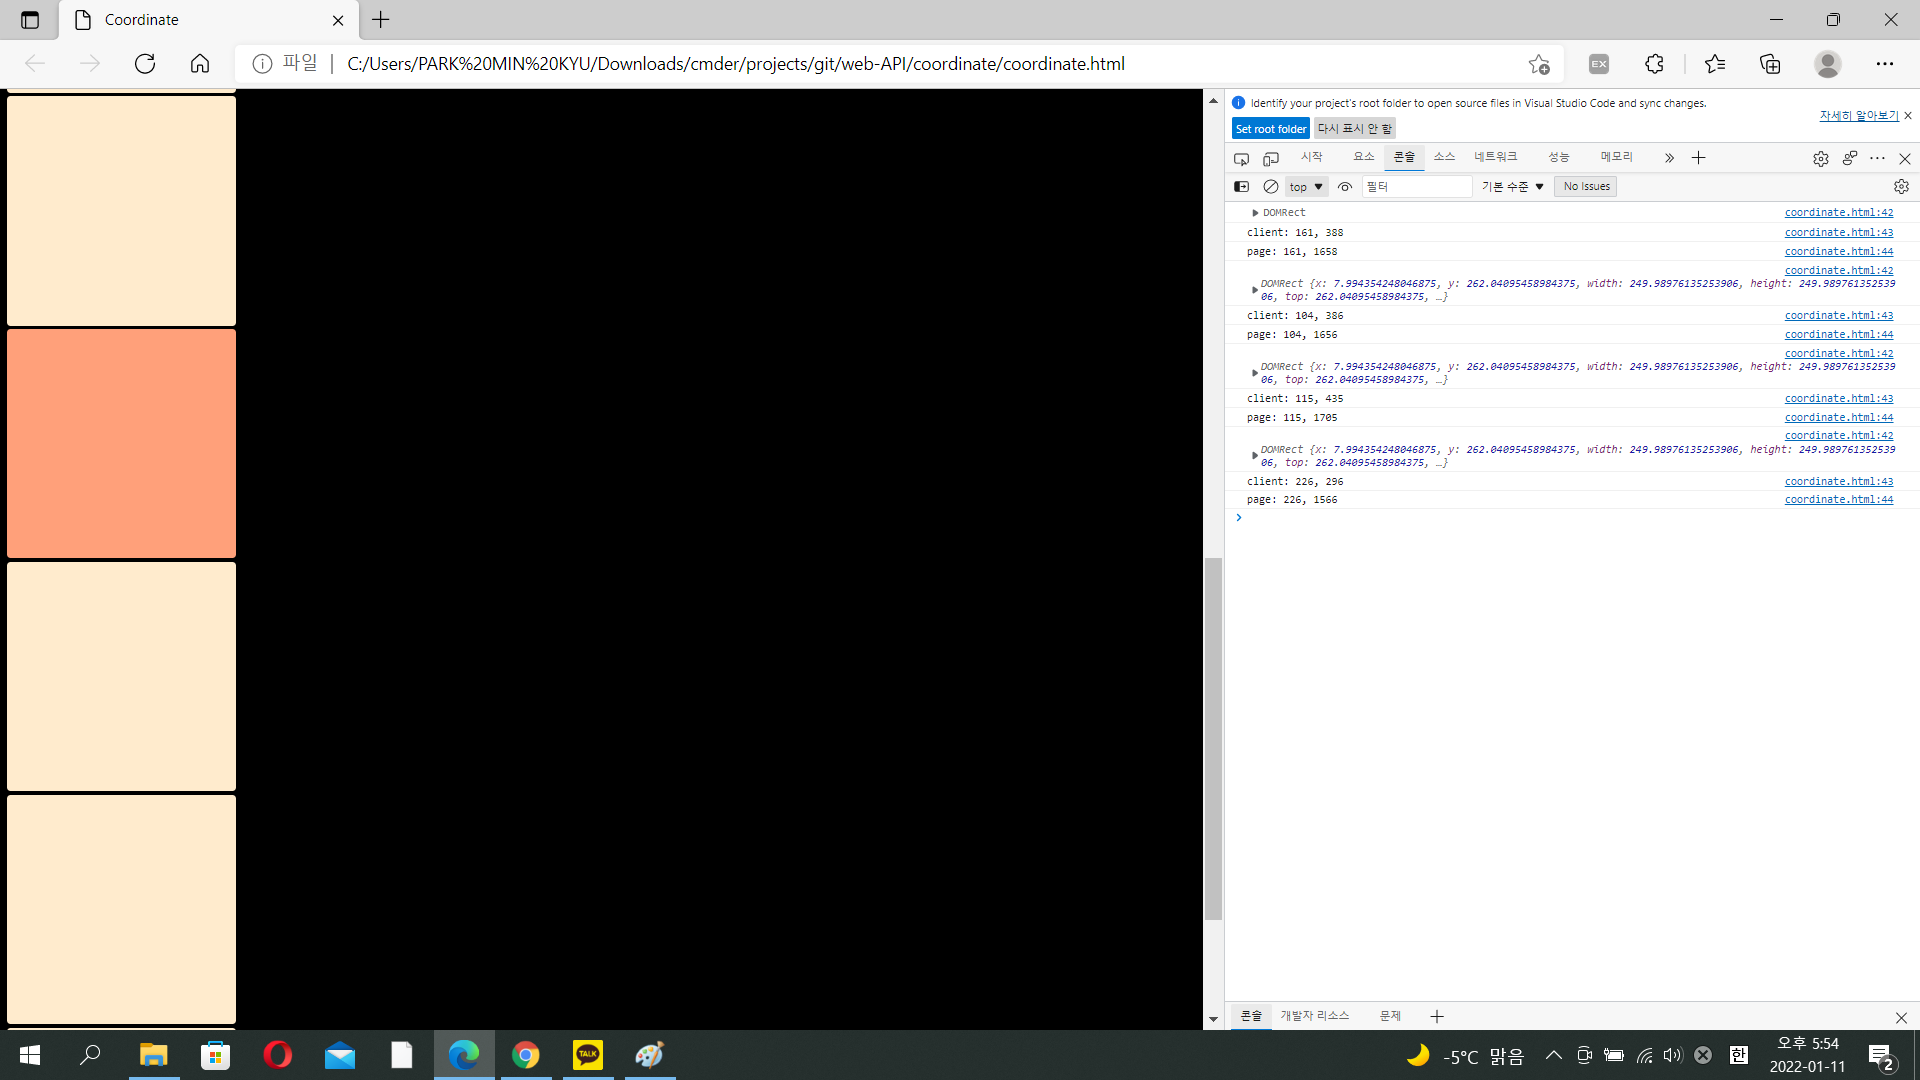 Coordinate
파일
C:/Users/PARK%20MIN%20KYU/Downloads/cmder/projects/git/web-API/coordinate/coordinate.html
EX
Identify your project's root folder to open source files in Visual Studio Code and sync changes.
자세히 알아보기
Set root folder
다시 표시 안 함
시작 요소 콘솔 소스 네트워크 성능 메모리
top 필터 기본 수준 No Issues
DOMRect coordinate.html:42
client: 161, 388 coordinate.html:43
page: 161, 1658 coordinate.html:44
coordinate.html:42
DOMRect {x: 7.994354248046875, y: 262.04095458984375, width: 249.98976135253906, height: 249.989761352539
06, top: 262.04095458984375, …}
client: 104, 386 coordinate.html:43
page: 104, 1656 coordinate.html:44
coordinate.html:42
DOMRect {x: 7.994354248046875, y: 262.04095458984375, width: 249.98976135253906, height: 249.989761352539
06, top: 262.04095458984375, …}
client: 115, 435 coordinate.html:43
page: 115, 1705 coordinate.html:44
coordinate.html:42
DOMRect {x: 7.994354248046875, y: 262.04095458984375, width: 249.98976135253906, height: 249.989761352539
06, top: 262.04095458984375, …}
client: 226, 296 coordinate.html:43
page: 226, 1566 coordinate.html:44
콘솔 개발자 리소스 문제
TALK
-5°C 맑음
한
오후 5:54
2022-01-11
2